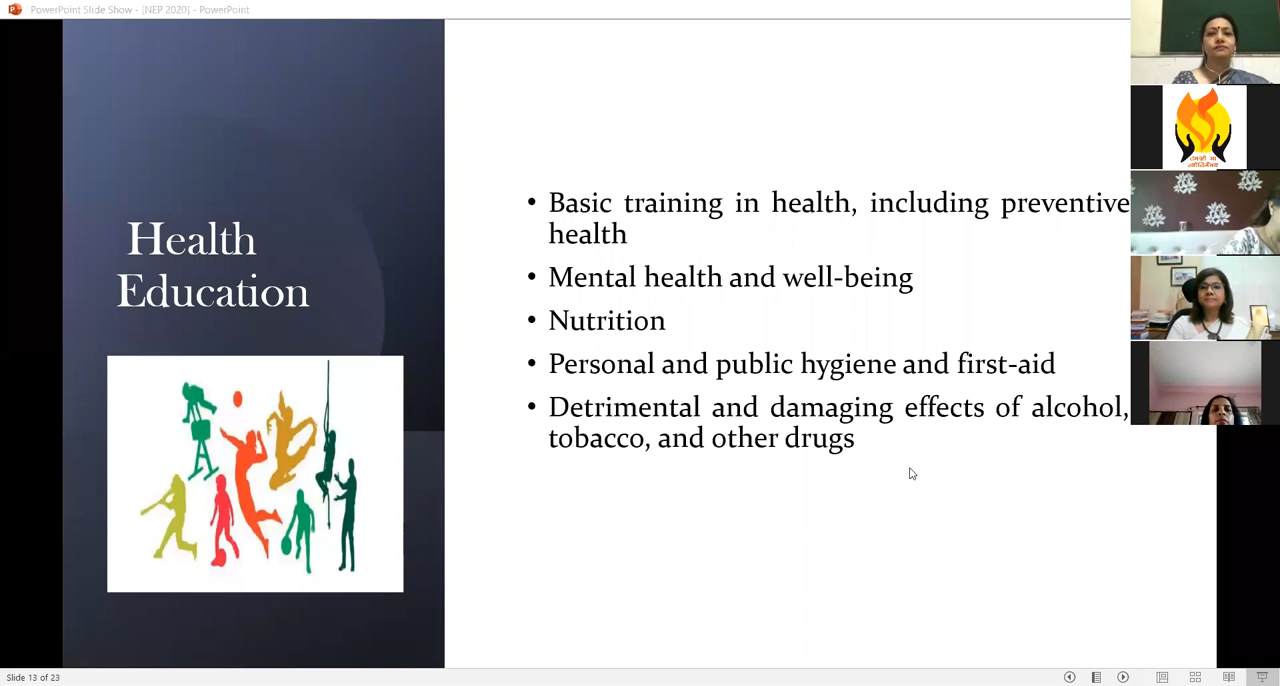 PowerPoint Slide Show - [NEP 2020] - PowerPoint
Health
Education
• Basic training in health, including preventive
health
• Mental health and well-being
• Nutrition
• Personal and public hygiene and first-aid
• Detrimental and damaging effects of alcohol,
tobacco, and other drugs
तमसो मा
ज्योतिर्गमय
Slide 13 of 23